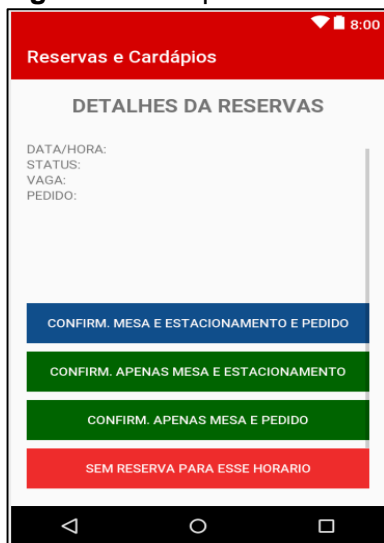 8:00
Reservas e Cardápios
DETALHES DA RESERVAS
DATA/HORA:
STATUS:
VAGA:
PEDIDO:
CONFIRM. MESA E ESTACIONAMENTO E PEDIDO
CONFIRM. APENAS MESA E ESTACIONAMENTO
CONFIRM. APENAS MESA E PEDIDO
SEM RESERVA PARA ESSE HORARIO